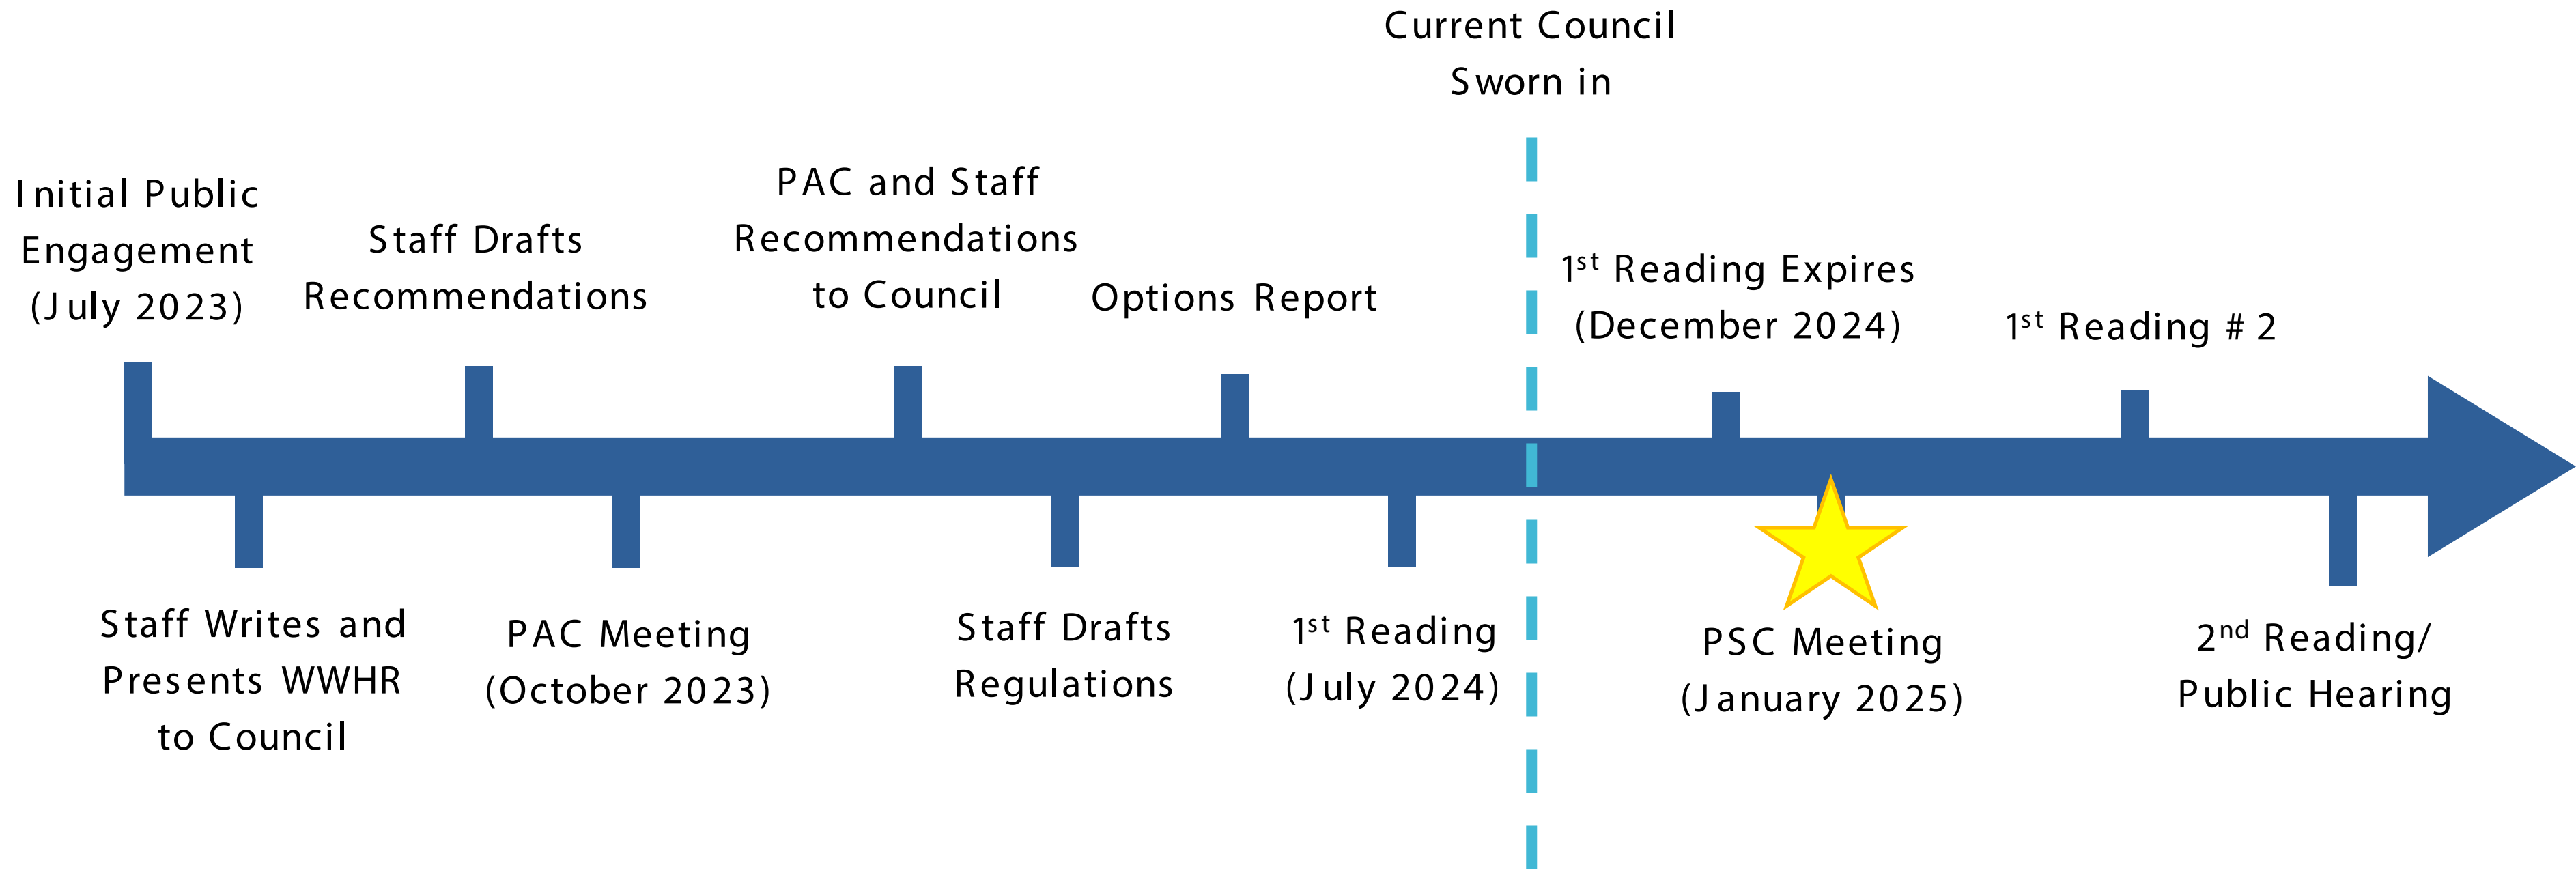 Current Council
Sworn in
Initial Public
Engagement
(July 2023)
Staff Drafts
Recommendations
PAC and Staff
Recommendations
to Council
Options Report
1st Reading Expires
(December 2024)
1st Reading # 2
Staff Writes and
Presents WWHR
to Council
PAC Meeting
(October 2023)
Staff Drafts
Regulations
1st Reading
(July 2024)
PSC Meeting
(January 2025)
2nd Reading/
Public Hearing